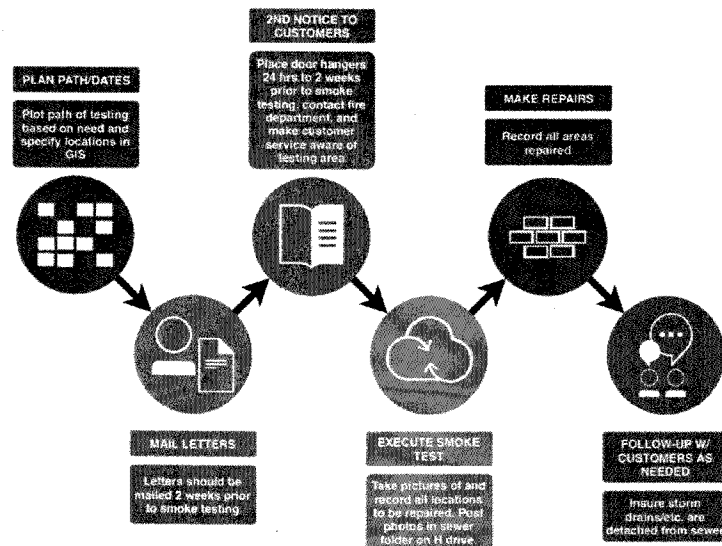 PLAN PATH/DATES
Plot path of testing
based on need and
specify locations in
GIS
MAIL LETTERS
Letters should be
mailed 2 weeks prior
to smoke testing
2ND NOTICE TO
CUSTOMERS
Place door hangers
24 hrs to 2 weeks
prior to smoke
testing, contact fire
department, and
make customer
service aware of
testing area
EXECUTE SMOKE
TEST
Take pictures of and
record all locations
to be repaired. Post
photos in sewer
folder on H drive
MAKE REPAIRS
Record all areas
repaired
FOLLOW-UP W/
CUSTOMERS AS
NEEDED
Insure storm
drains/etc. are
detached from sewer